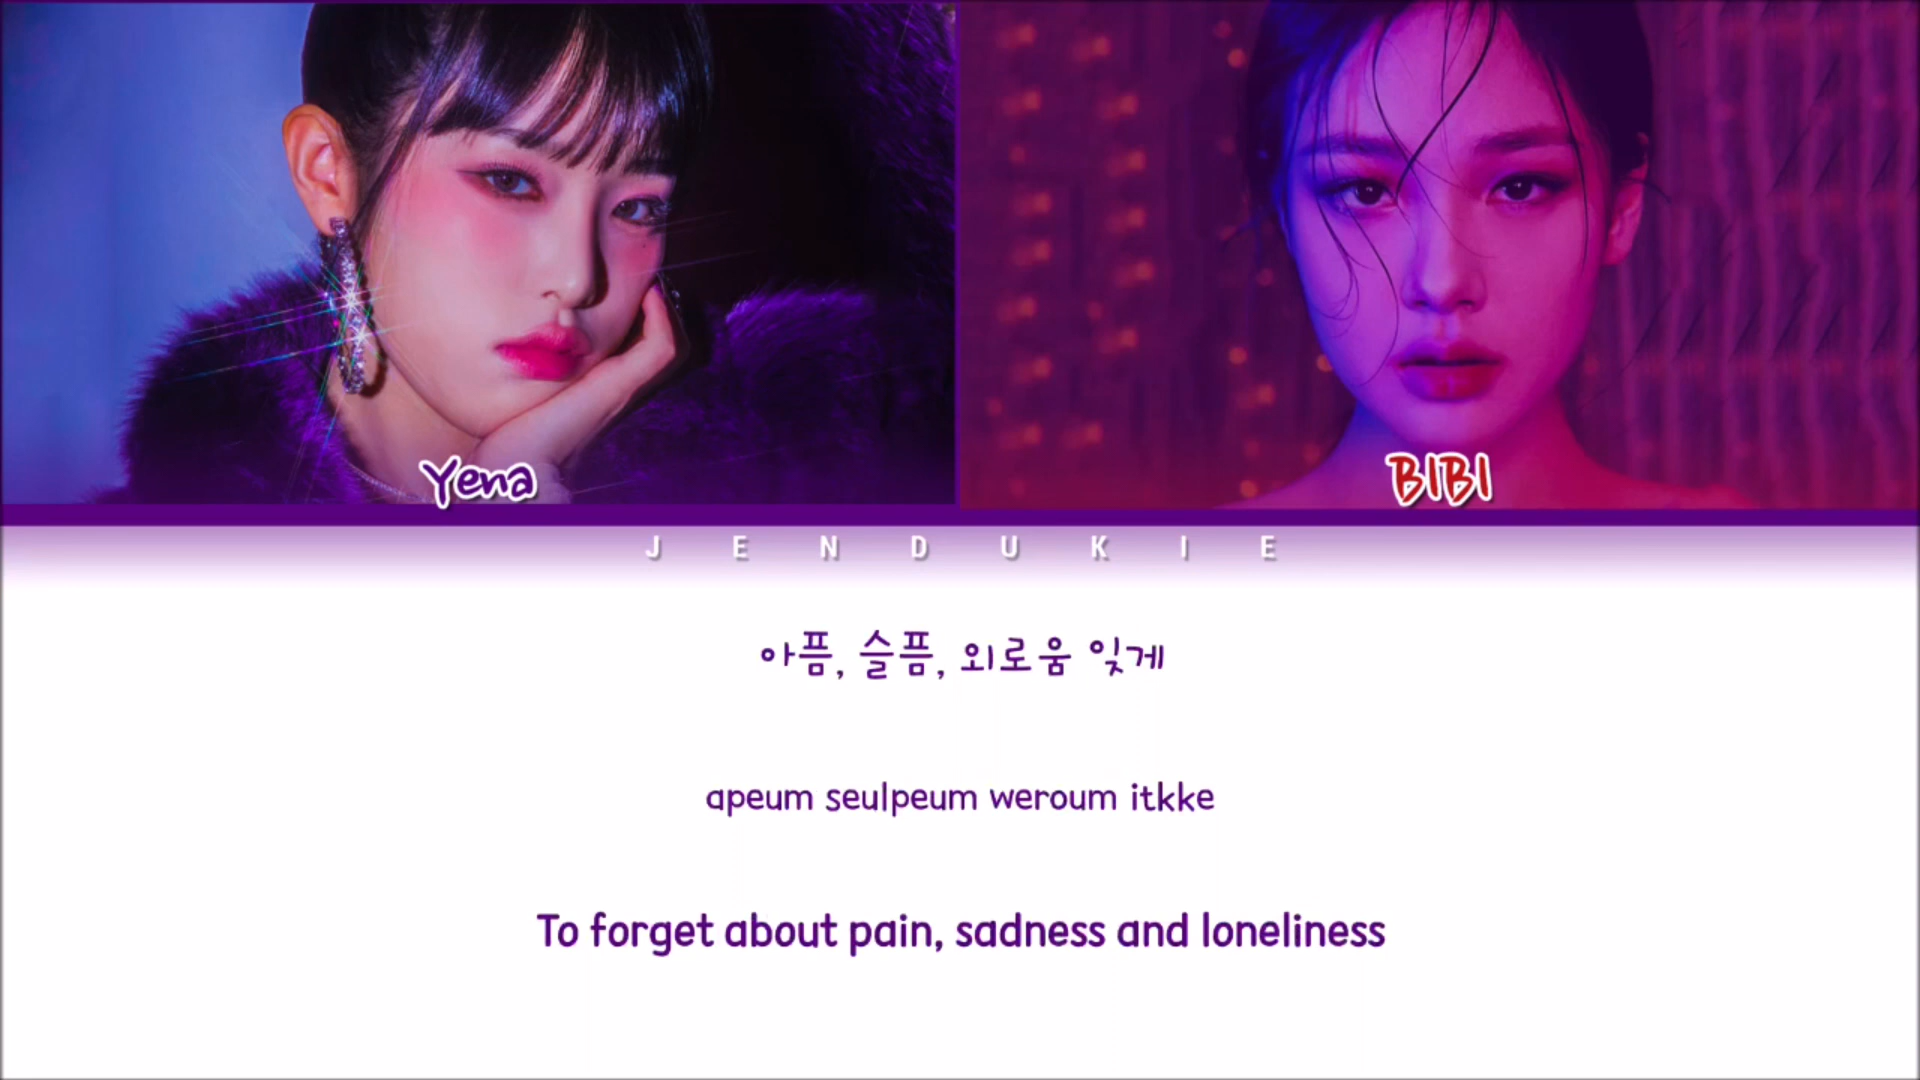 Yena
BIBI
JENDUKIE
아픔, 슬픔, 외로움 잊게
apeum seulpeum weroum itkke
To forget about pain, sadness and loneliness